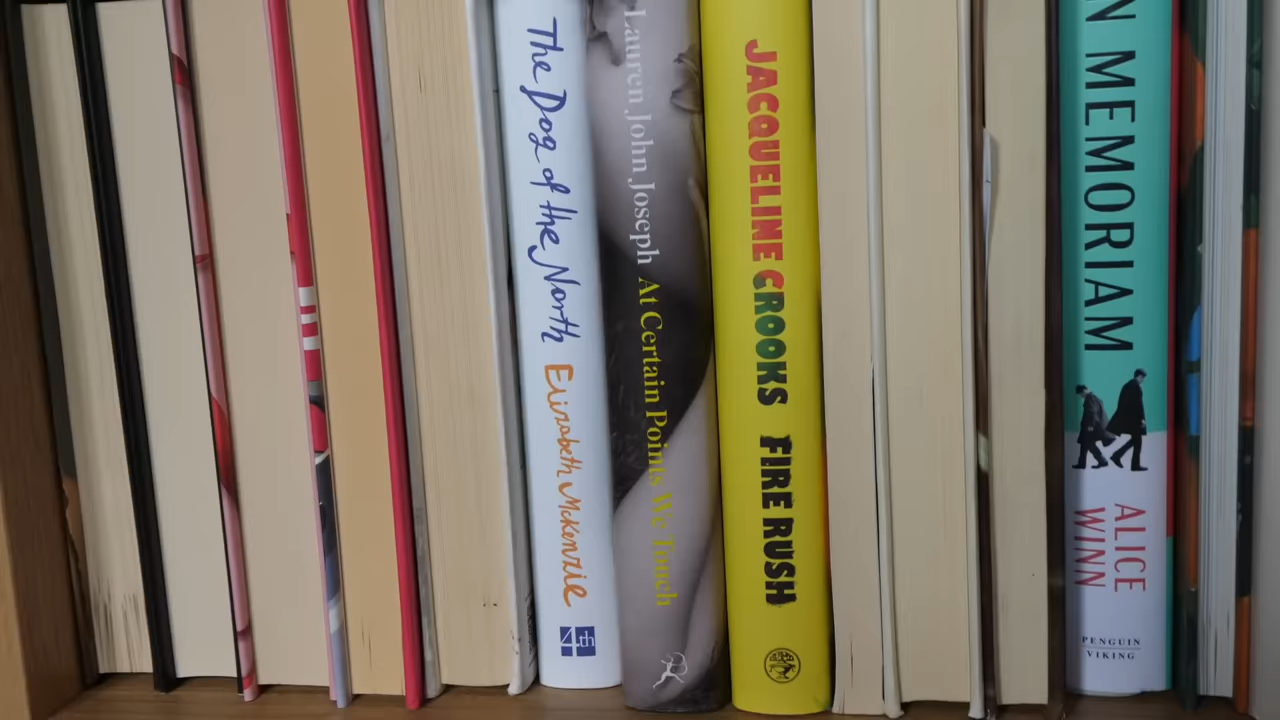 The Dog of the North Elizabeth McKenzie
4th
Lauren John Joseph At Certain Points We Touch
JACQUELINE CROOKS FIRE RUSH
N MEMORIAM
ALICE
WINN
PENGUIN
VIKING